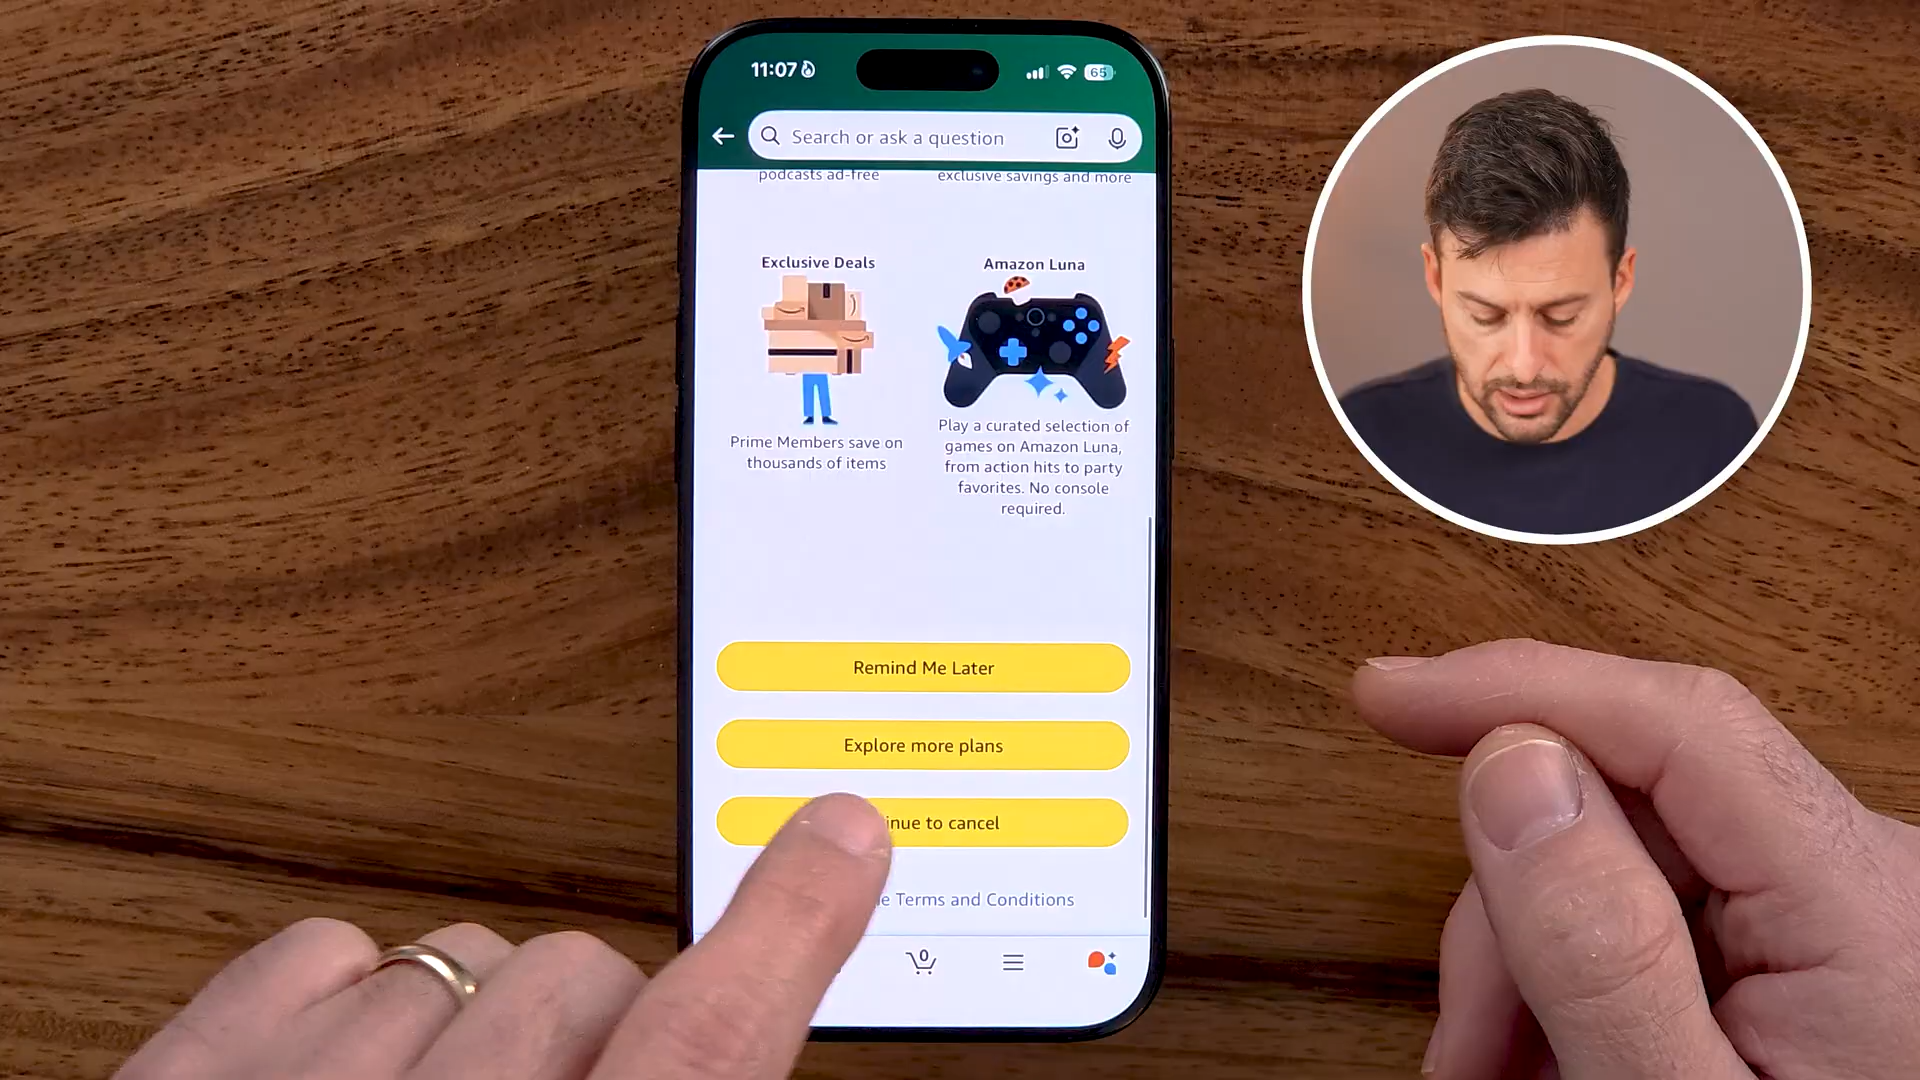 11:07
65
Search or ask a question
podcasts ad-free
exclusive savings and more
Exclusive Deals
Prime Members save on
thousands of items
Amazon Luna
Play a curated selection of
games on Amazon Luna,
from action hits to party
favorites. No console
required.
Remind Me Later
Explore more plans
to cancel
Terms and Conditions
0